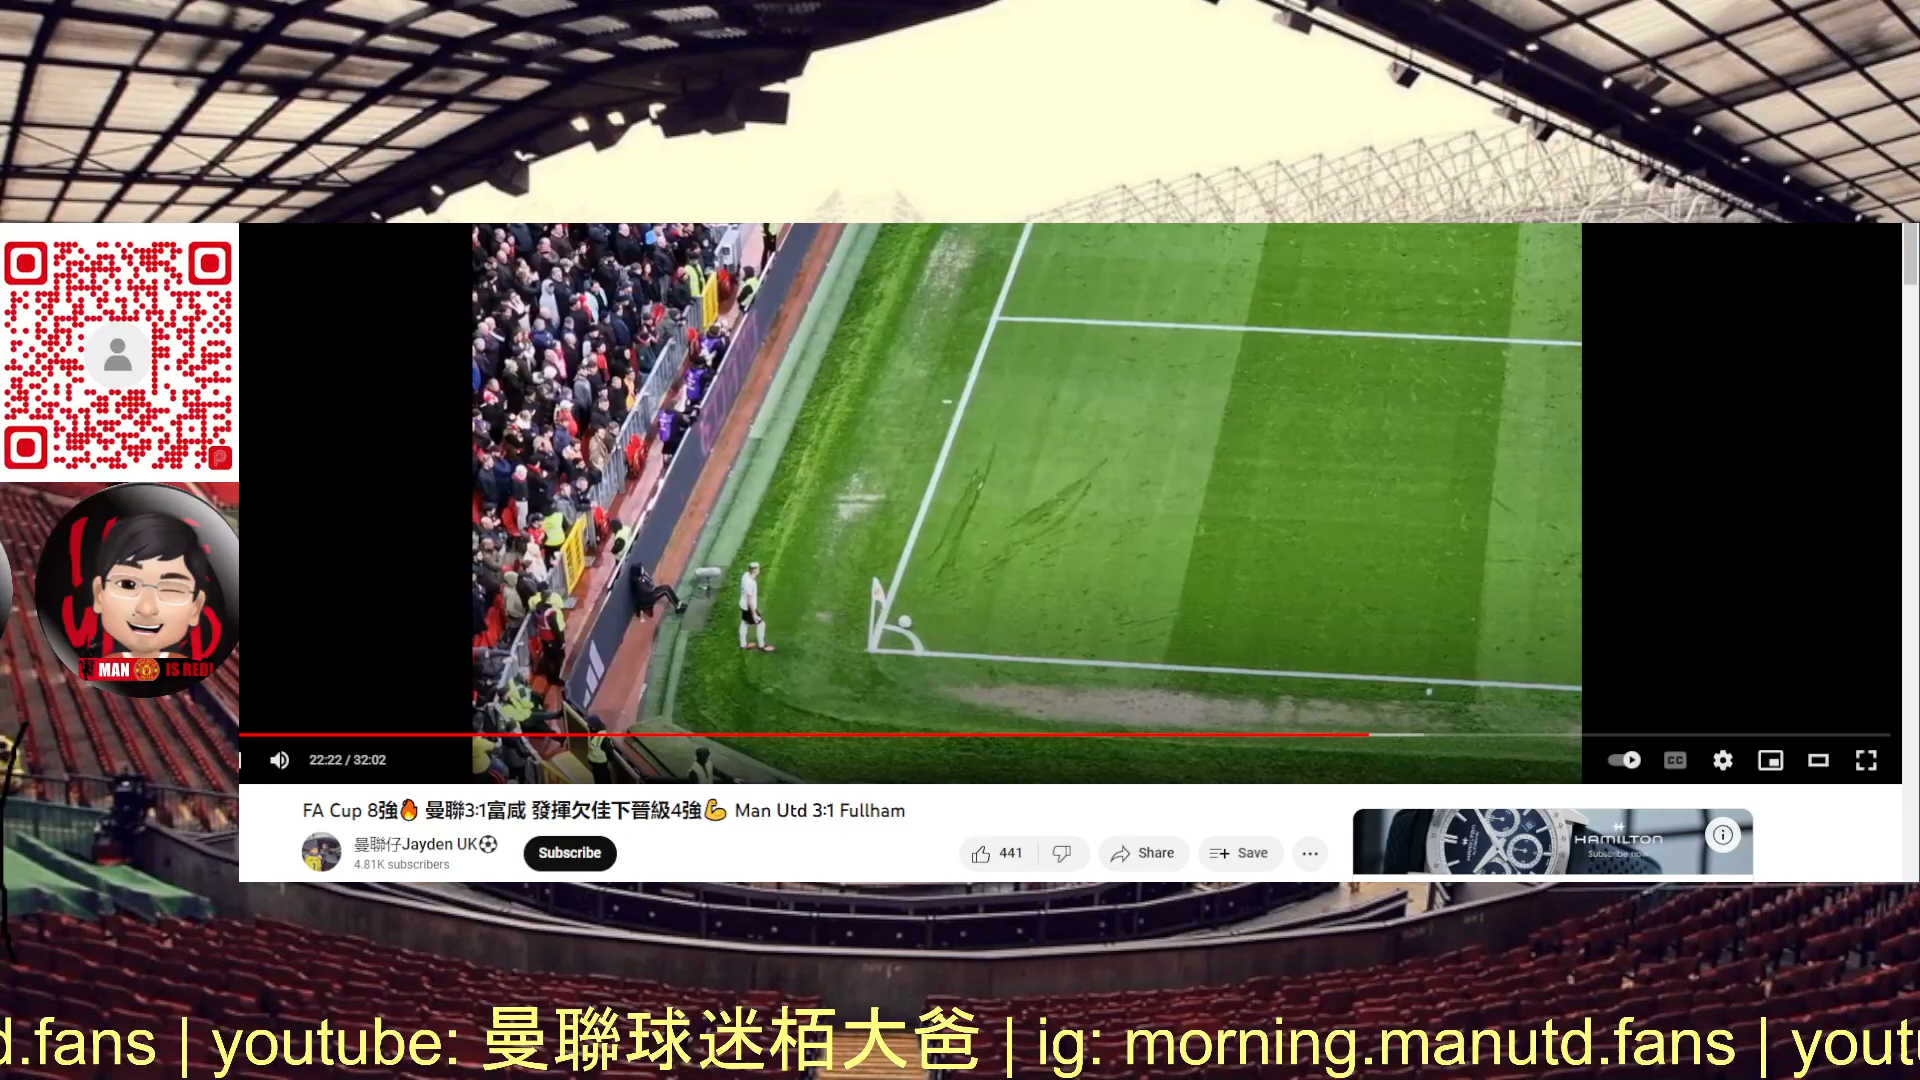 MAN IS RED!
22:22 / 32:02
CC
FA Cup 8強🔥 曼聯3:1富咸 發揮欠佳下晉級4強💪 Man Utd 3:1 Fullham
曼聯仔Jayden UK⚽
4.81K subscribers
Subscribe
441
Share
Save
HAMILTON
Subscribe now
d.fans | youtube: 曼聯球迷栢大爸 | ig: morning.manutd.fans | yout